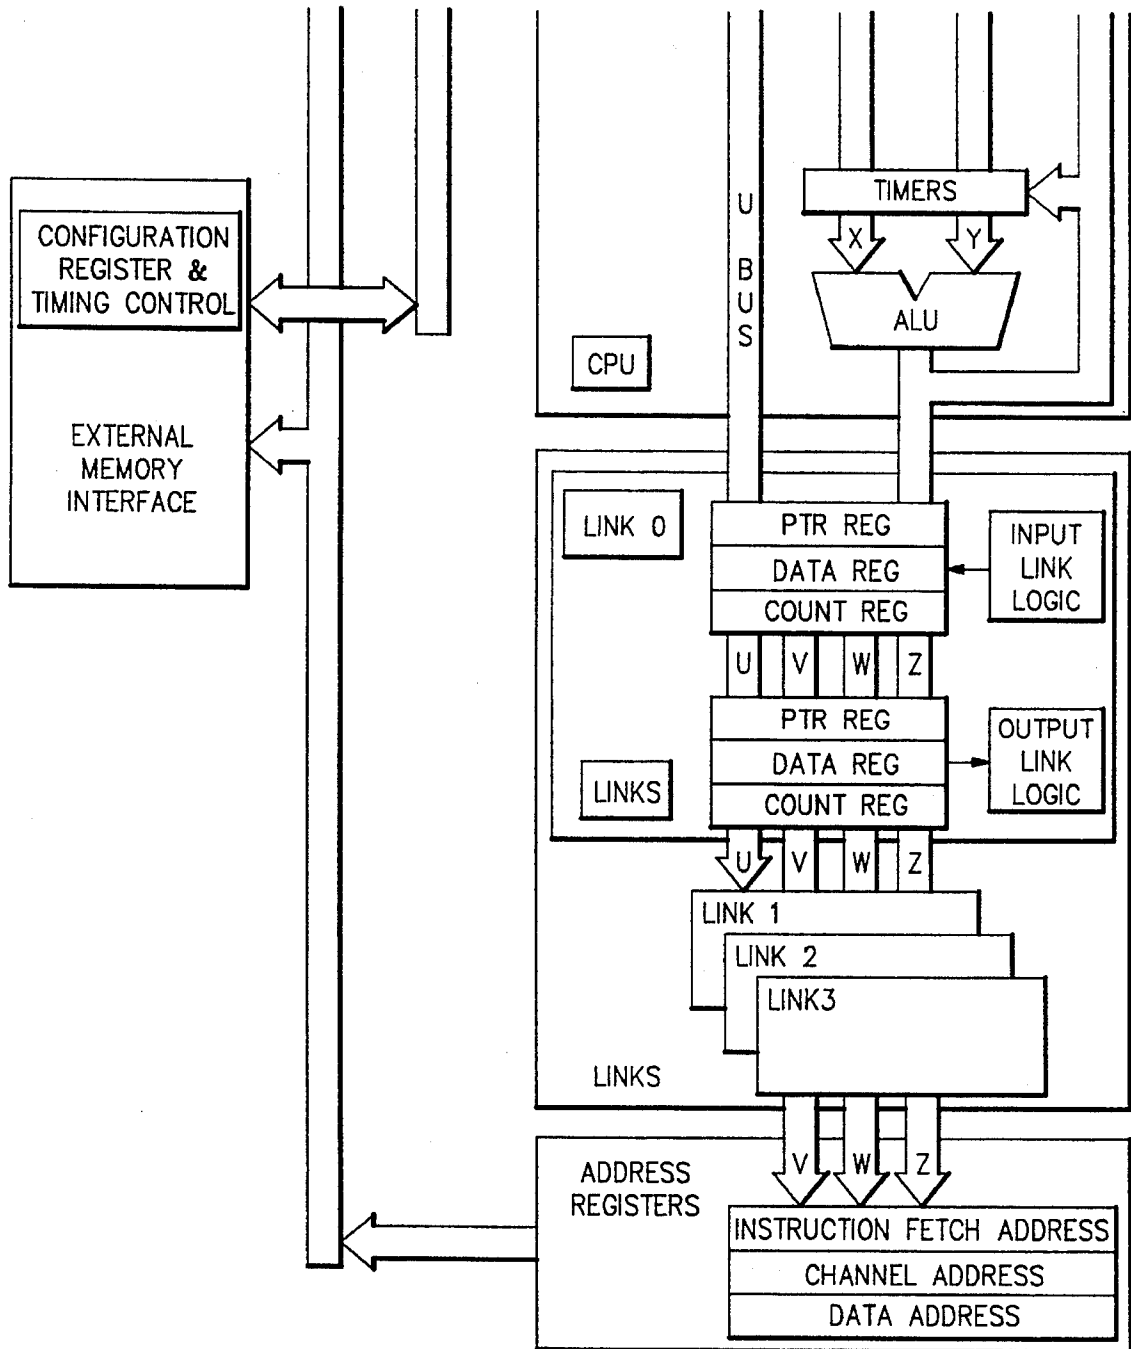 CONFIGURATION
REGISTER &
TIMING CONTROL
EXTERNAL
MEMORY
INTERFACE
U BUS
TIMERS
X
Y
ALU
CPU
LINK 0
PTR REG
DATA REG
COUNT REG
INPUT
LINK
LOGIC
U
V
W
Z
PTR REG
DATA REG
COUNT REG
OUTPUT
LINK
LOGIC
LINKS
U
V
W
Z
LINK 1
LINK 2
LINK3
LINKS
V
W
Z
ADDRESS
REGISTERS
INSTRUCTION FETCH ADDRESS
CHANNEL ADDRESS
DATA ADDRESS